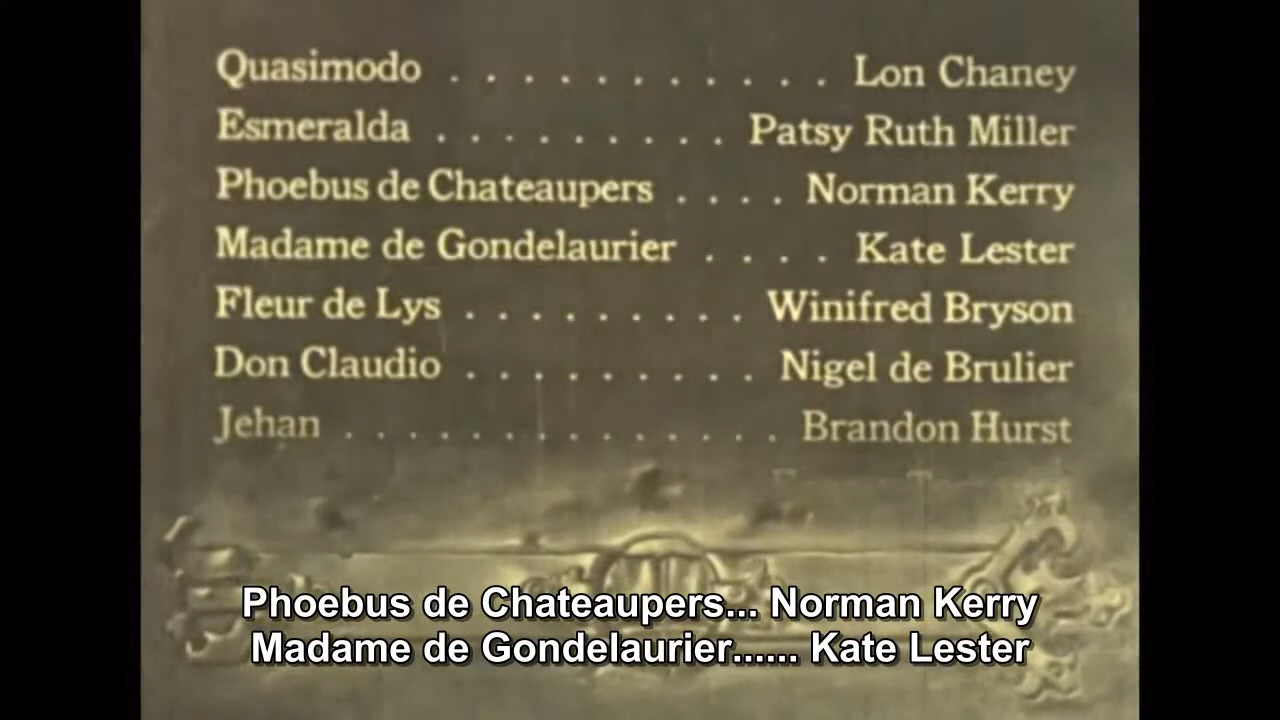 Quasimodo . . . . . . . . . . . . Lon Chaney
Esmeralda . . . . . . . . . Patsy Ruth Miller
Phoebus de Chateaupers . . . . Norman Kerry
Madame de Gondelaurier . . . . Kate Lester
Fleur de Lys . . . . . . . . . Winifred Bryson
Don Claudio . . . . . . . . . Nigel de Brulier
Jehan . . . . . . . . . . . . . . Brandon Hurst
Phoebus de Chateaupers... Norman Kerry
Madame de Gondelaurier...... Kate Lester